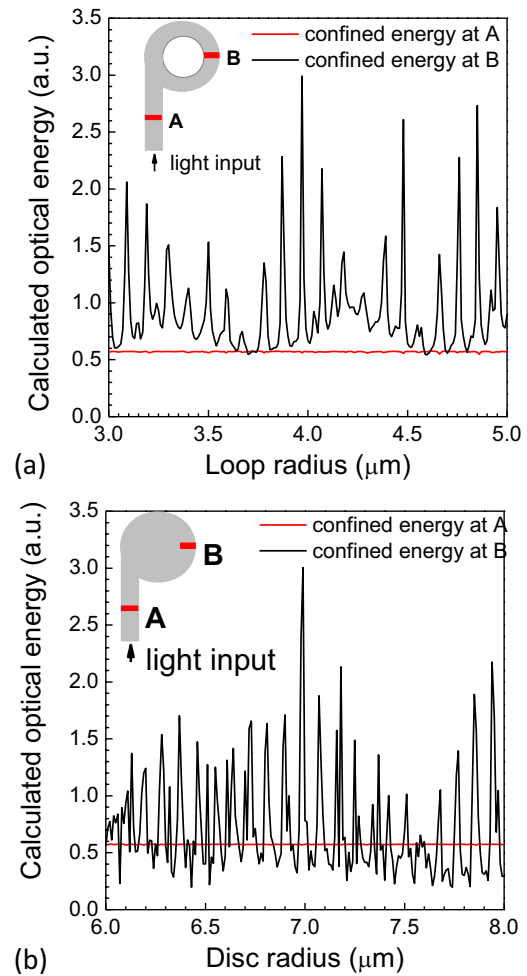 Calculated optical energy (a.u.)
3.5
3.0
2.5
2.0
1.5
1.0
0.5
0.0
confined energy at A
confined energy at B
B
A
light input
3.0 3.5 4.0 4.5 5.0
(a)
Loop radius (μm)
Calculated optical energy (a.u.)
3.5
3.0
2.5
2.0
1.5
1.0
0.5
0.0
confined energy at A
confined energy at B
B
A
light input
6.0 6.5 7.0 7.5 8.0
(b)
Disc radius (μm)